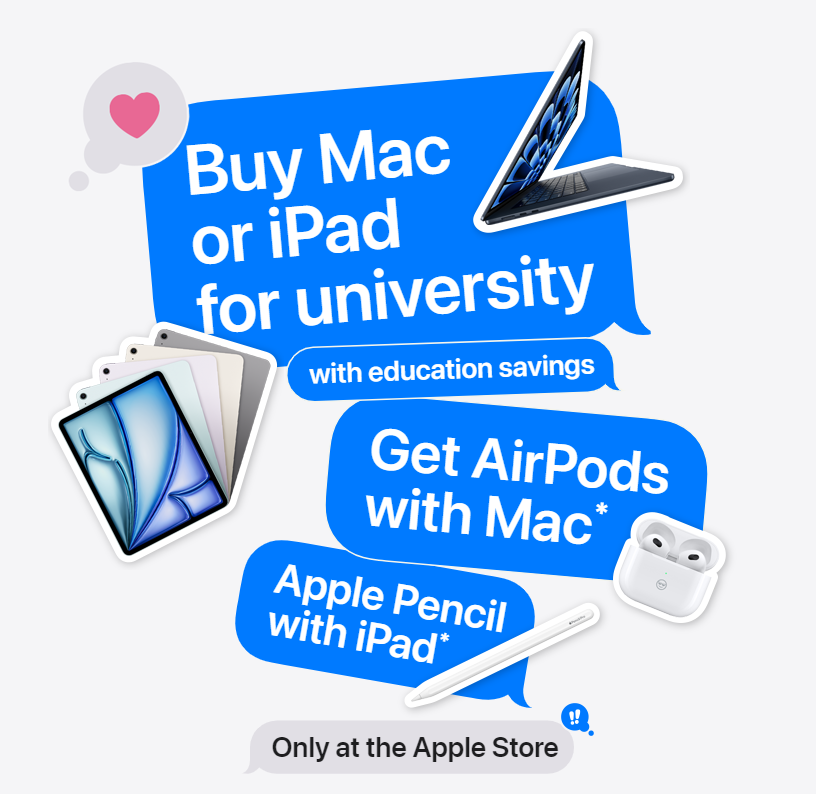 Buy Mac
or iPad
for university
with education savings
Get AirPods
with Mac*
Apple Pencil
with iPad*
!!
Only at the Apple Store